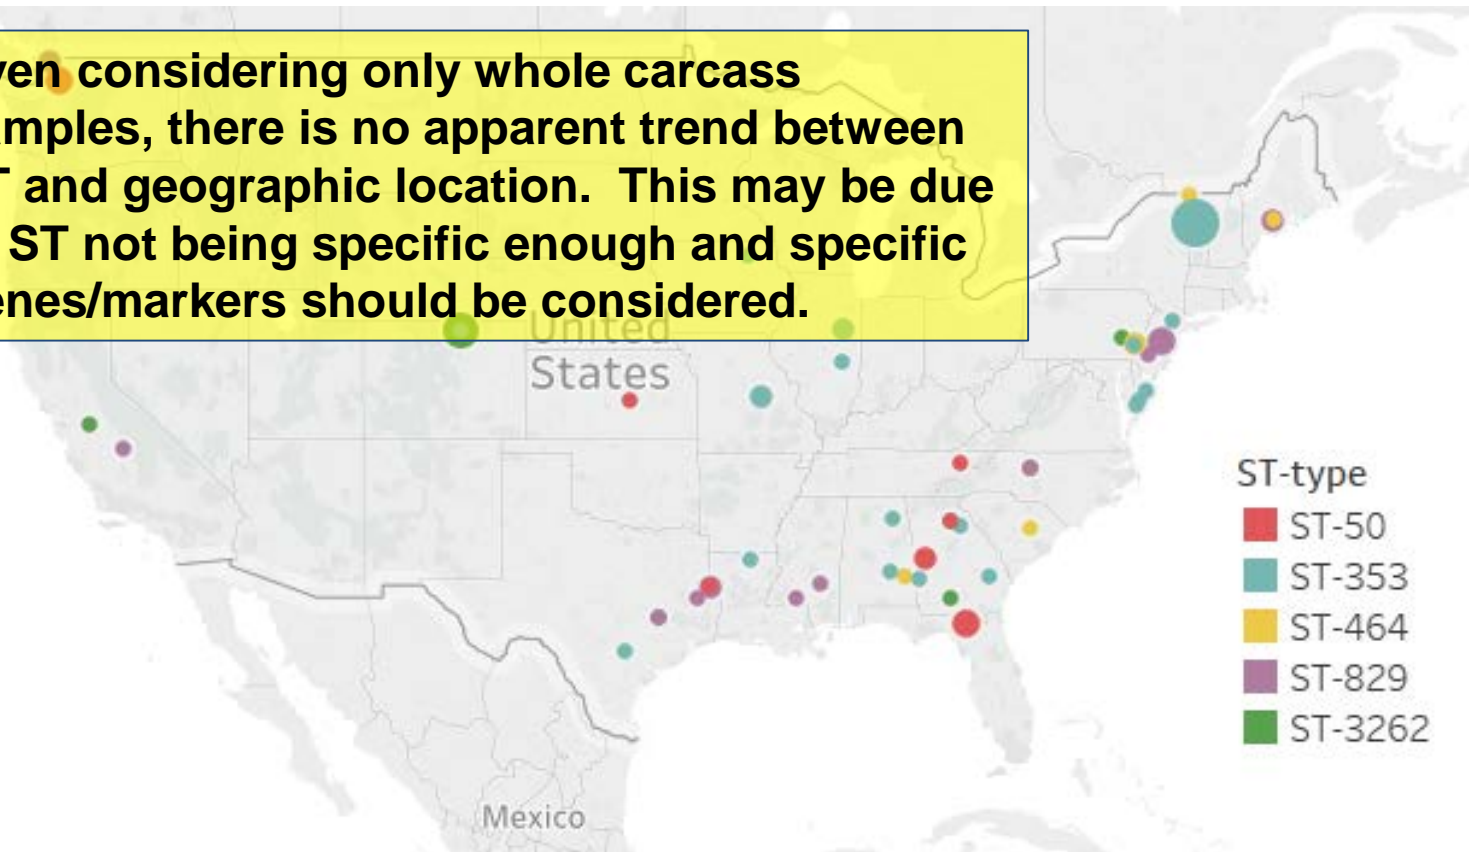 ven considering only whole carcass
amples, there is no apparent trend between
T and geographic location.  This may be due
ST not being specific enough and specific
enes/markers should be considered.
United
States
Mexico
ST-type
ST-50
ST-353
ST-464
ST-829
ST-3262